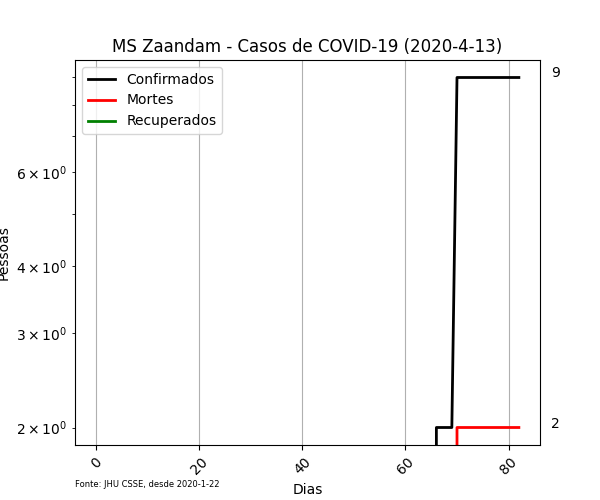 MS Zaandam - Casos de COVID-19 (2020-4-13)
Confirmados
Mortes
Recuperados
9
6 × 10⁰
4 × 10⁰
3 × 10⁰
2 × 10⁰
2
Pessoas
0 20 40 60 80
Dias
Fonte: JHU CSSE, desde 2020-1-22